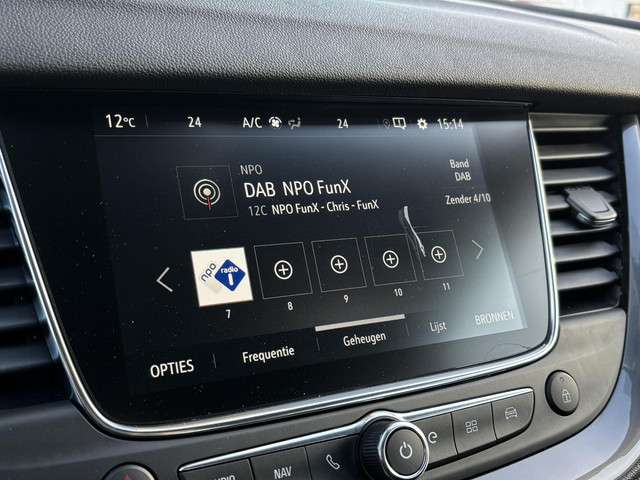 12°C 24 A/C 24 15:14
NPO
DAB NPO FunX
12C NPO FunX - Chris - FunX
Band
DAB
Zender 4/10
npo radio 1
7 8 9 10 11
OPTIES Frequentie Geheugen Lijst BRONNEN
NAV